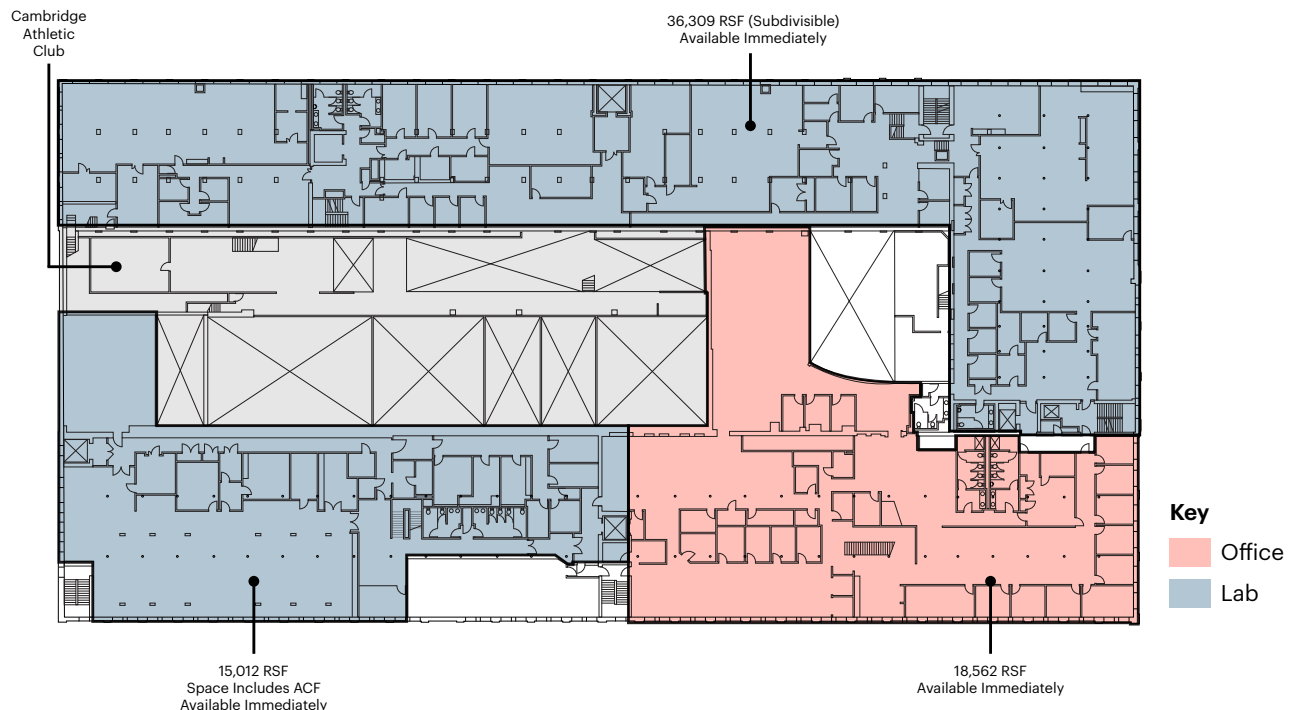 Cambridge
Athletic
Club
36,309 RSF (Subdivisible)
Available Immediately
Key
Office
Lab
15,012 RSF
Space Includes ACF
Available Immediately
18,562 RSF
Available Immediately